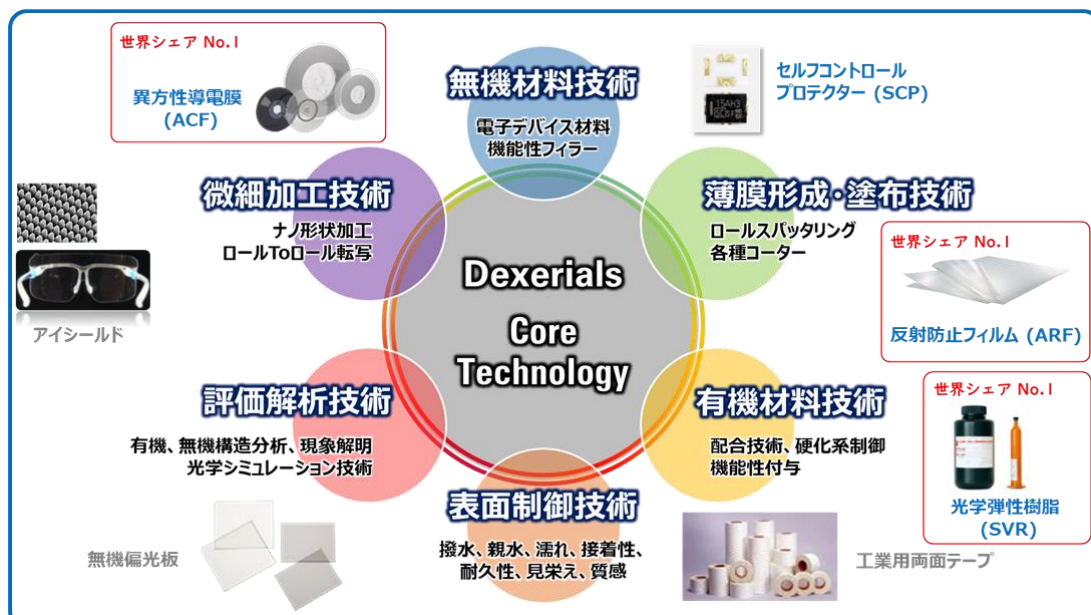 世界シェア No.1
異方性導電膜
(ACF)
無機材料技術
電子デバイス材料
機能性フィラー
セルフコントロール
プロテクター (SCP)
微細加工技術
ナノ形状加工
ロールToロール転写
薄膜形成・塗布技術
ロールスパッタリング
各種コーター
アイシールド
Dexerials
Core
Technology
世界シェア No.1
反射防止フィルム (ARF)
評価解析技術
有機、無機構造分析、現象解明
光学シミュレーション技術
有機材料技術
配合技術、硬化系制御
機能性付与
世界シェア No.1
光学弾性樹脂
(SVR)
無機偏光板
表面制御技術
撥水、親水、濡れ、接着性、
耐久性、見栄え、質感
工業用両面テープ